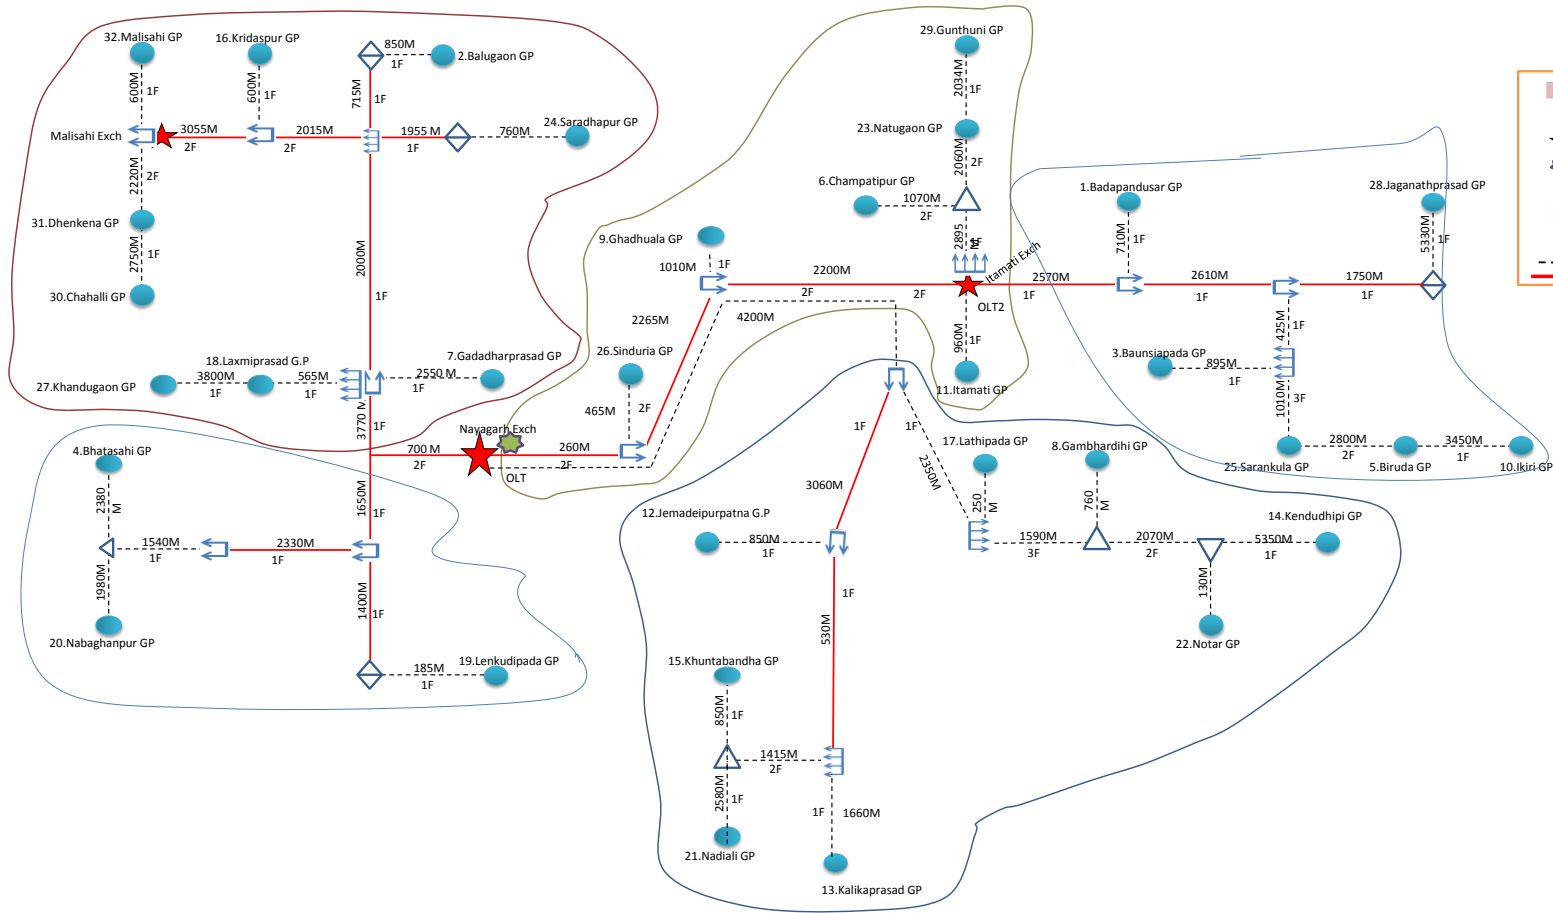 32.Malisahi GP
16.Kridaspur GP
850M
1F
2.Balugaon GP
600M
1F
600M
1F
715M
1F
Malisahi Exch
3055M
2F
2015M
2F
1955 M
1F
760M
24.Saradhapur GP
2220M
2F
31.Dhenkena GP
2750M
1F
30.Chahalli GP
2000M
1F
18.Laxmiprasad G.P
27.Khandugaon GP
3800M
1F
565M
1F
7.Gadadharprasad GP
2550 M
1F
3770 M
1F
Nayagarh Exch
700 M
2F
OLT
260M
2F
4.Bhatasahi GP
2380
M
1540M
1F
1980M
20.Nabaghanpur GP
2330M
1F
1650M
1F
1400M
1F
185M
1F
19.Lenkudipada GP
29.Gunthuni GP
2034M
1F
23.Natugaon GP
2060M
2F
6.Champatipur GP
1070M
2F
2895
M
1F
9.Ghadhuala GP
1F
1010M
2200M
2F
2F
Itamati Exch
OLT2
2265M
4200M
26.Sinduria GP
465M
2F
960M
1F
11.Itamati GP
1.Badapandusar GP
710M
1F
28.Jaganathprasad GP
5330M
1F
2570M
1F
2610M
1F
1750M
1F
425M
1F
3.Baunsiapada GP
895M
1F
1010M
3F
25.Sarankula GP
2800M
2F
5.Biruda GP
3450M
1F
10.Ikiri GP
1F
1F
3060M
2350M
17.Lathipada GP
250
M
8.Gambhardihi GP
760
M
1590M
3F
2070M
2F
14.Kendudhipi GP
5350M
1F
130M
22.Notar GP
12.Jemadeipurpatna G.P
850M
1F
1F
530M
15.Khuntabandha GP
850M
1F
1415M
2F
2580M
1F
21.Nadiali GP
1F
1660M
13.Kalikaprasad GP